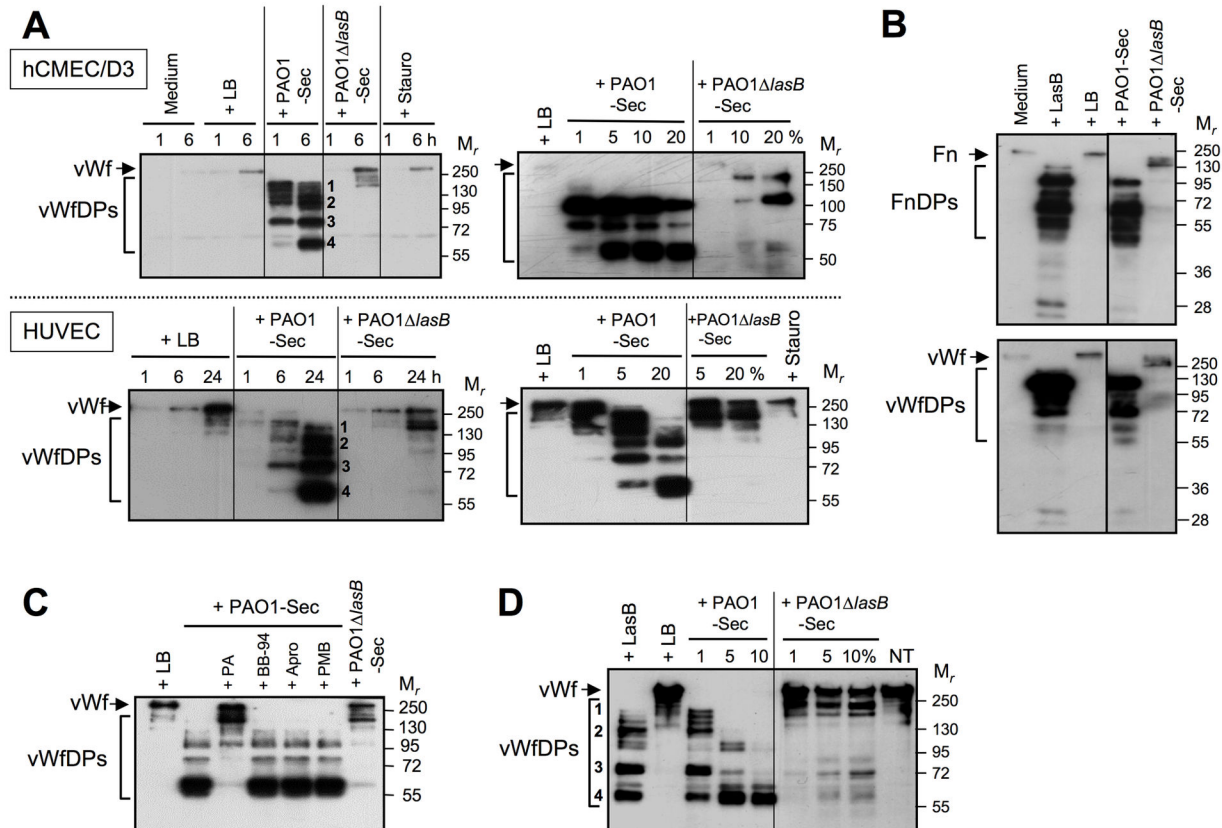 A
hCMEC/D3
Medium
+ LB
+ PAO1
-Sec
+ PAO1ΔlasB
-Sec
+ Stauro
1 6 1 6 1 6 1 6 1 6 h
Mr
vWf
vWfDPs
1
2
3
4
250
130
95
72
55
+ LB
+ PAO1
-Sec
+ PAO1ΔlasB
-Sec
1 5 10 20 1 10 20 %
Mr
250
150
100
75
50
HUVEC
+ LB
+ PAO1
-Sec
+ PAO1ΔlasB
-Sec
1 6 24 1 6 24 1 6 24 h
Mr
vWf
vWfDPs
1
2
3
4
250
130
95
72
55
+ LB
+ PAO1
-Sec
+PAO1ΔlasB
-Sec
+ Stauro
1 5 20 5 20 %
Mr
250
130
95
72
55
B
Medium
+ LasB
+ LB
+ PAO1-Sec
+ PAO1ΔlasB
-Sec
Mr
Fn
FnDPs
250
130
95
72
55
36
28
vWf
vWfDPs
250
130
95
72
55
36
28
C
+ PAO1-Sec
+ LB
+ PA
+ BB-94
+ Apro
+ PMB
+ PAO1ΔlasB
-Sec
Mr
vWf
vWfDPs
250
130
95
72
55
D
+ LasB
+ LB
+ PAO1
-Sec
+ PAO1ΔlasB
-Sec
1 5 10 1 5 10% NT
Mr
vWf
vWfDPs
1
2
3
4
250
130
95
72
55